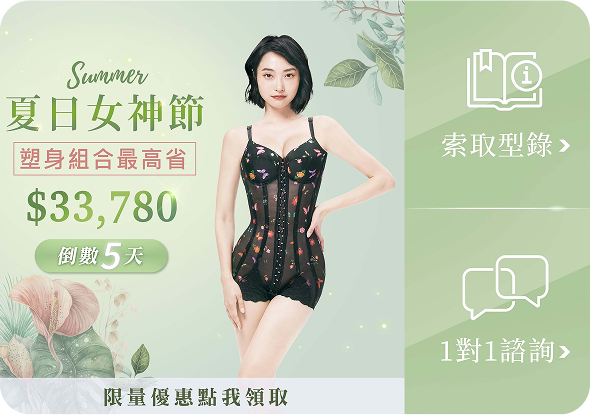 Summer
夏日女神節
塑身組合最高省
$33,780
倒數5天
限量優惠點我領取
索取型錄
1對1諮詢